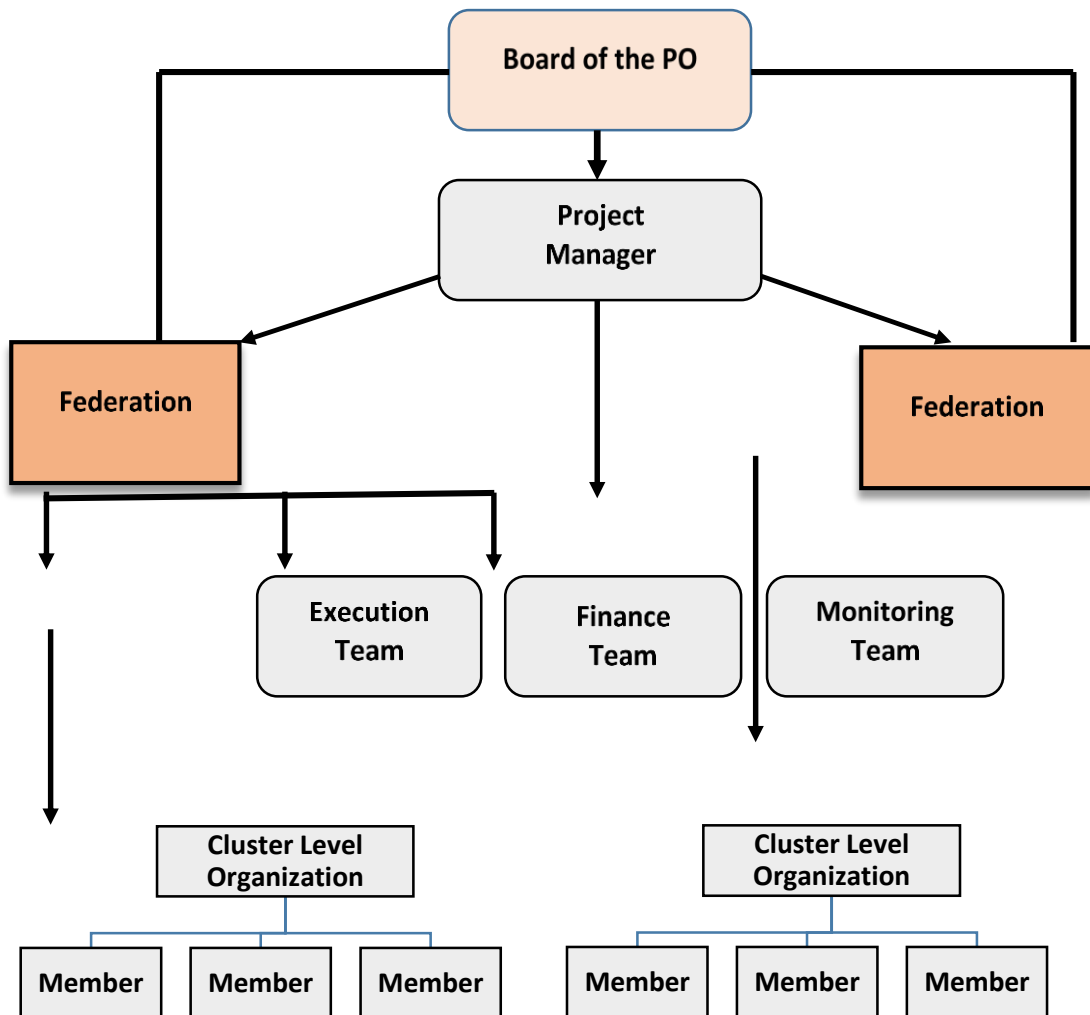 Board of the PO
Project
Manager
Federation
Federation
Execution
Team
Finance
Team
Monitoring
Team
Cluster Level
Organization
Cluster Level
Organization
Member
Member
Member
Member
Member
Member